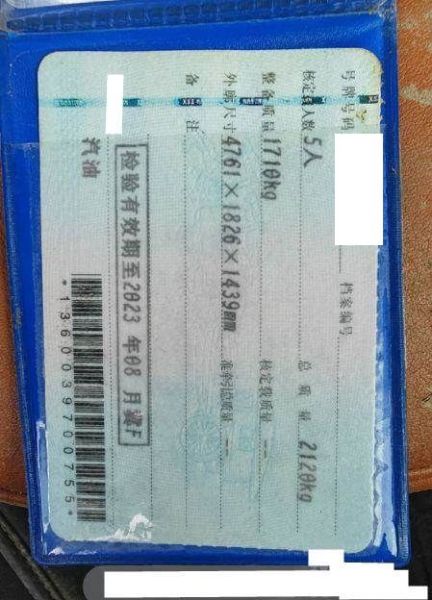 号牌号码 档案编号
核定载人数 5人 总质量 2120kg
整备质量 1710kg 核定载质量 --
外廓尺寸 4761×1826×1439mm 准牵引总质量 --
备注
检验有效期至2023年08月冀F
汽油
*1360039700755*